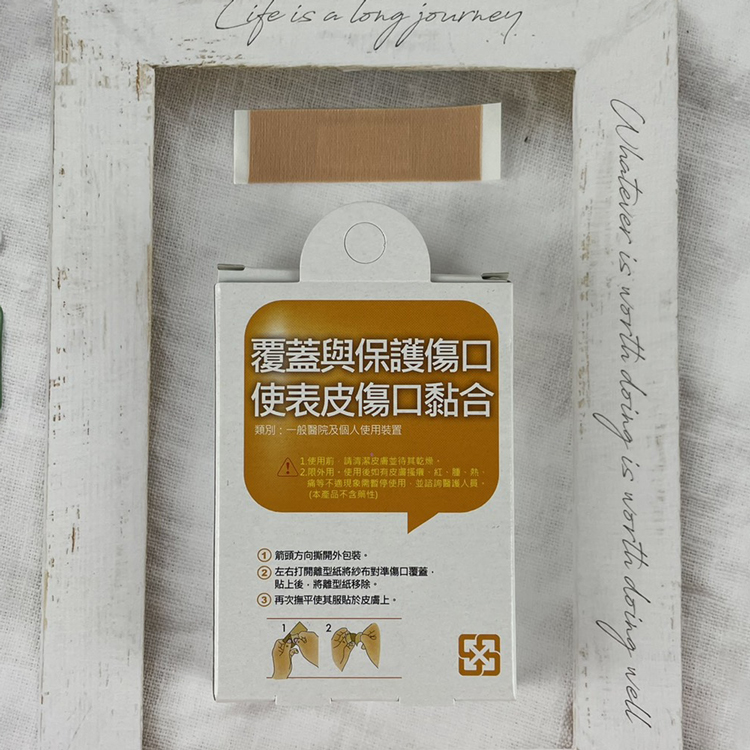 Life is a long journey
Whatever is worth doing is worth doing well
覆蓋與保護傷口
使表皮傷口黏合
類別：一般醫院及個人使用裝置
1.使用前，請清潔皮膚並待其乾燥。
2.限外用。使用後如有皮膚搔癢、紅、腫、熱、
痛等不適現象需暫停使用，並諮詢醫護人員。
(本產品不含藥性)
1 箭頭方向撕開外包裝。
2 左右打開離型紙將紗布對準傷口覆蓋，
貼上後，將離型紙移除。
3 再次撫平使其服貼於皮膚上。
1 2